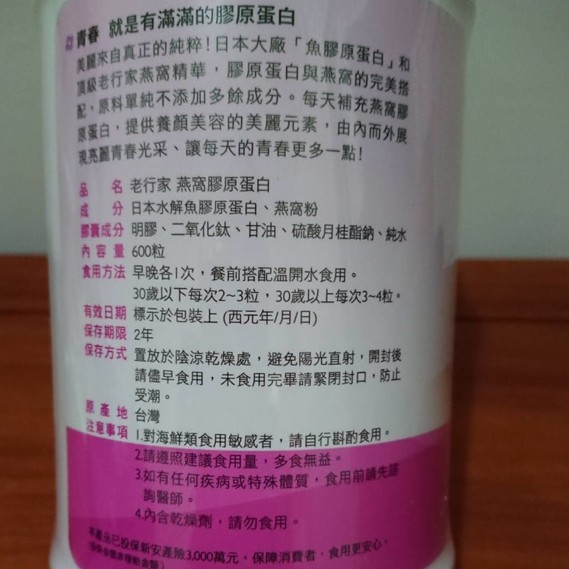 青春 就是有滿滿的膠原蛋白
美麗來自真正的純粹!日本大廠「魚膠原蛋白」和
頂級老行家燕窩精華,膠原蛋白與燕窩的完美搭
配,原料單純不添加多餘成分。每天補充燕窩膠
原蛋白,提供養顏美容的美麗元素,由內而外展
現亮麗青春光采、讓每天的青春更多一點!
品名 老行家 燕窩膠原蛋白
成分 日本水解魚膠原蛋白、燕窩粉
膠囊成分 明膠、二氧化鈦、甘油、硫酸月桂酯鈉、純水
內容量 600粒
食用方法 早晚各1次,餐前搭配溫開水食用。
30歲以下每次2~3粒,30歲以上每次3~4粒。
有效日期 標示於包裝上 (西元年/月/日)
保存期限 2年
保存方式 置放於陰涼乾燥處,避免陽光直射,開封後
請儘早食用,未食用完畢請緊閉封口,防止
受潮。
原產地 台灣
注意事項 1.對海鮮類食用敏感者,請自行斟酌食用。
2.請遵照建議食用量,多食無益。
3.如有任何疾病或特殊體質,食用前請先諮
詢醫師。
4.內含乾燥劑,請勿食用。
本產品已投保新安產險3,000萬元,保障消費者,食用更安心。